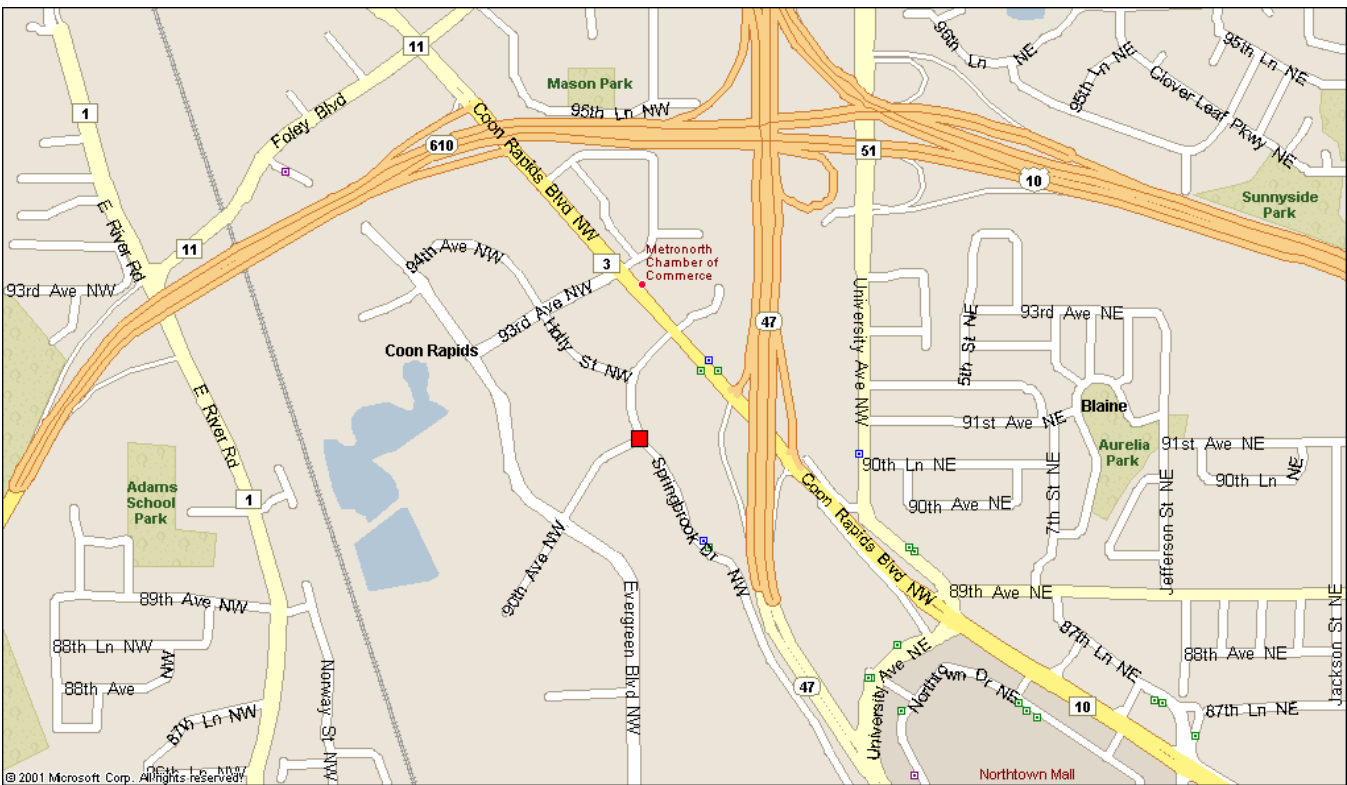 96th Ln NE
95th Ln NE
95th Ln NE
Clover Leaf Pkwy NE
11
Mason Park
95th Ln NW
1
Foley Blvd
610
Coon Rapids Blvd NW
51
10
Sunnyside
Park
E River Rd
11
94th Ave NW
3
Metronorth
Chamber of
Commerce
93rd Ave NW
93rd Ave NW
University Ave NW
47
93rd Ave NE
5th St NE
Coon Rapids
Holly St NW
E River Rd
Blaine
91st Ave NE
Aurelia
Park
91st Ave NE
90th Ln NE
90th Ln NE
Adams
School
Park
1
Springbrook Dr NW
Coon Rapids Blvd NW
90th Ave NE
7th St NE
Jefferson St NE
90th Ave NW
89th Ave NW
Evergreen Blvd NW
89th Ave NE
Jackson St NE
88th Ln NW
88th Ave NW
87th Ln NE
88th Ave NE
Norway St NW
47
University Ave NE
Northtown Dr NE
10
87th Ln NW
87th Ln NE
86th Ln NW
Northtown Mall
© 2001 Microsoft Corp. All rights reserved!